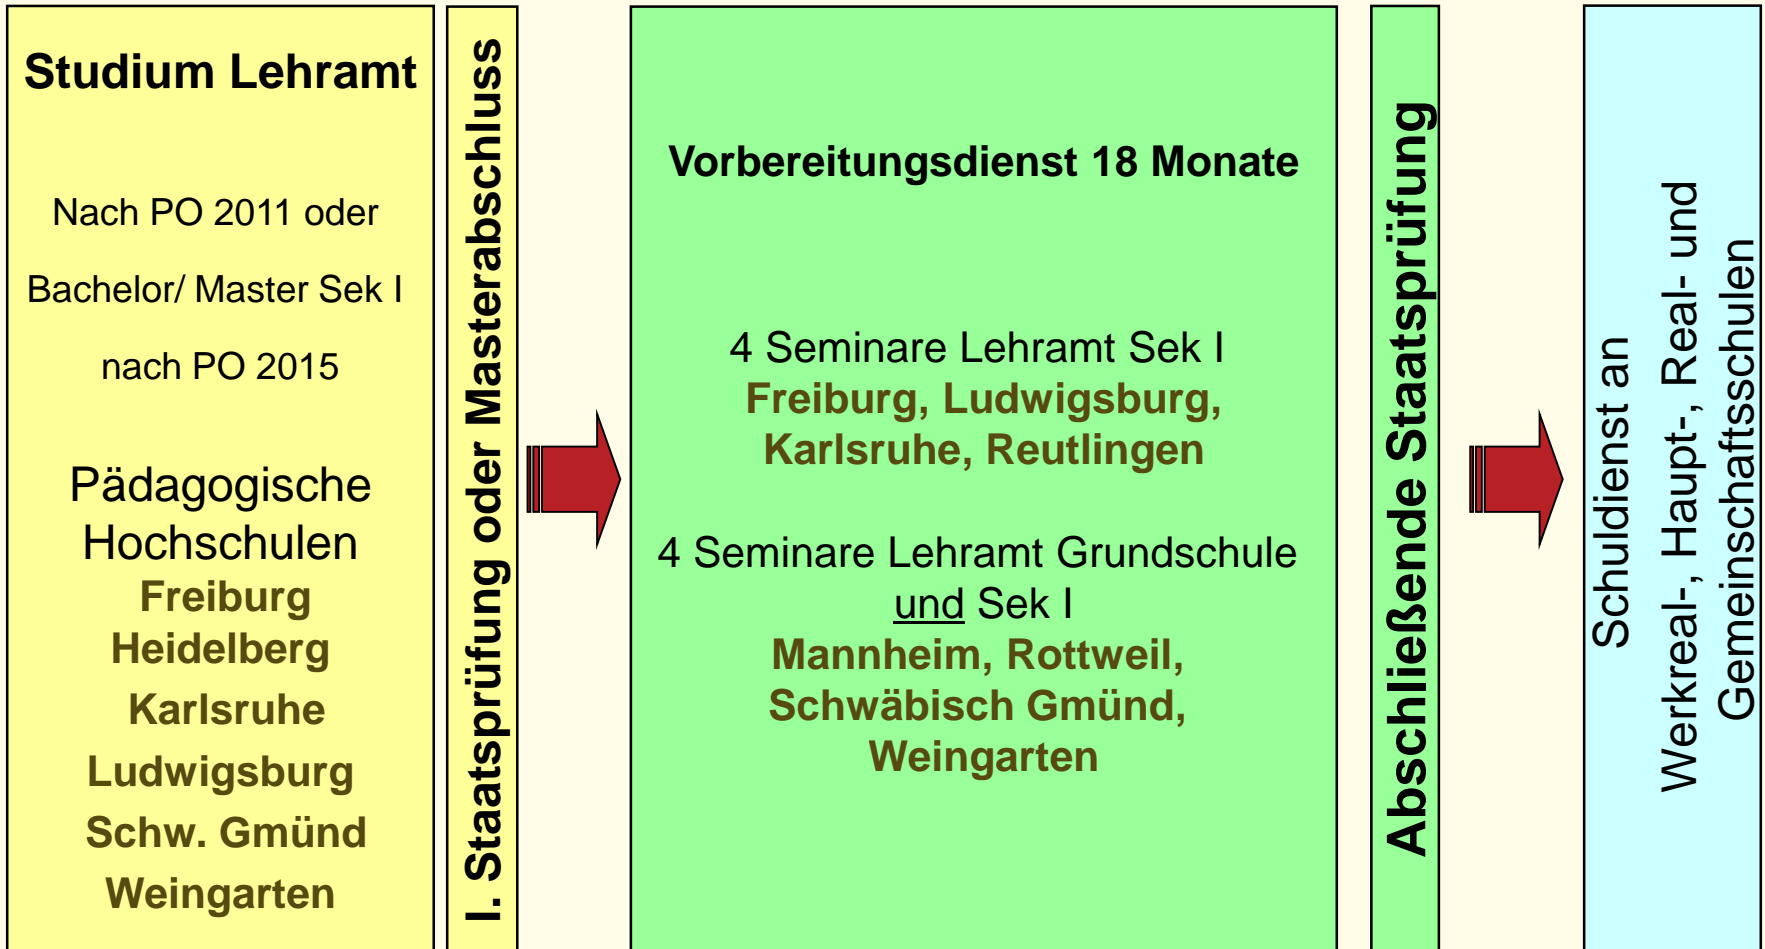 Studium Lehramt
Nach PO 2011 oder
Bachelor/ Master Sek I
nach PO 2015
Pädagogische
Hochschulen
Freiburg
Heidelberg
Karlsruhe
Ludwigsburg
Schw. Gmünd
Weingarten
I. Staatsprüfung oder Masterabschluss
Vorbereitungsdienst 18 Monate
4 Seminare Lehramt Sek I
Freiburg, Ludwigsburg,
Karlsruhe, Reutlingen
4 Seminare Lehramt Grundschule
und Sek I
Mannheim, Rottweil,
Schwäbisch Gmünd,
Weingarten
Abschließende Staatsprüfung
Schuldienst an
Werkreal-, Haupt-, Real- und
Gemeinschaftsschulen